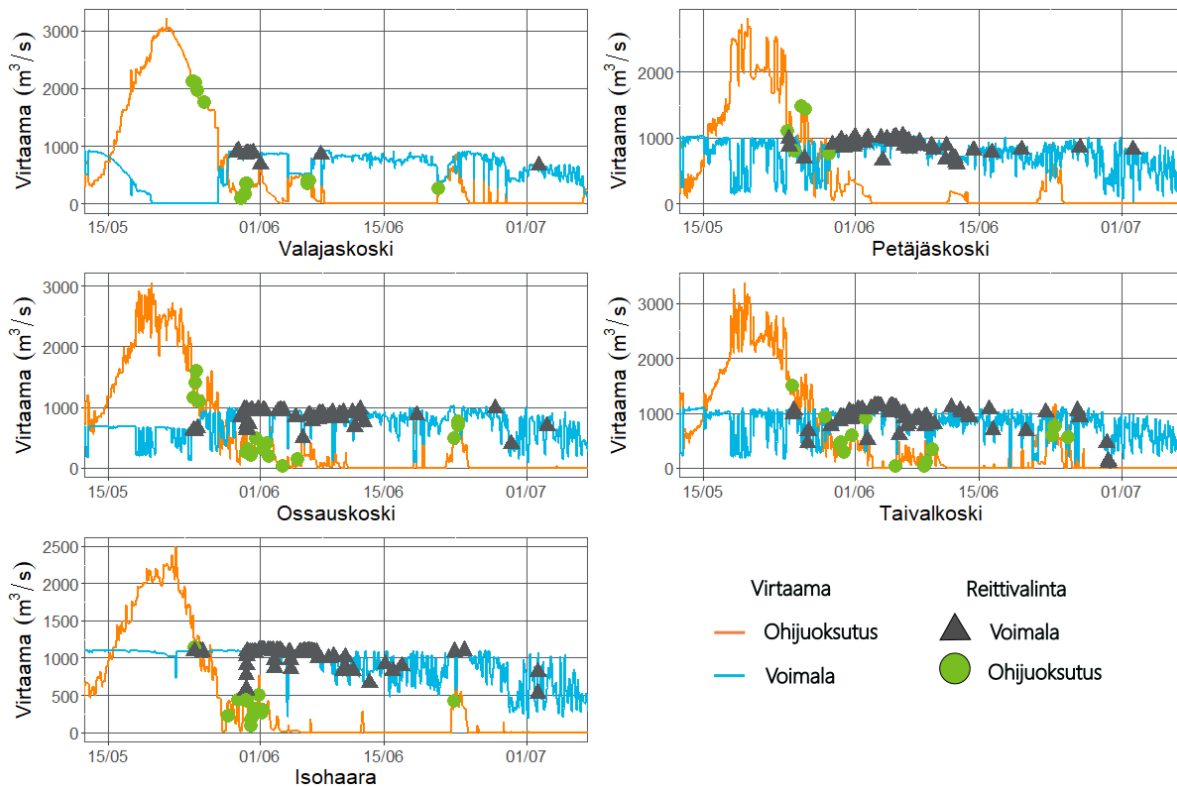 Virtaama (m³/s)
3000
2000
1000
0
15/05 01/06 15/06 01/07
Valajaskoski
Virtaama (m³/s)
2000
1000
0
15/05 01/06 15/06 01/07
Petäjäskoski
Virtaama (m³/s)
3000
2000
1000
0
15/05 01/06 15/06 01/07
Ossauskoski
Virtaama (m³/s)
3000
2000
1000
0
15/05 01/06 15/06 01/07
Taivalkoski
Virtaama (m³/s)
2500
2000
1500
1000
500
0
15/05 01/06 15/06 01/07
Isohaara
Virtaama Reittivalinta
Ohijuoksutus Voimala
Voimala Ohijuoksutus